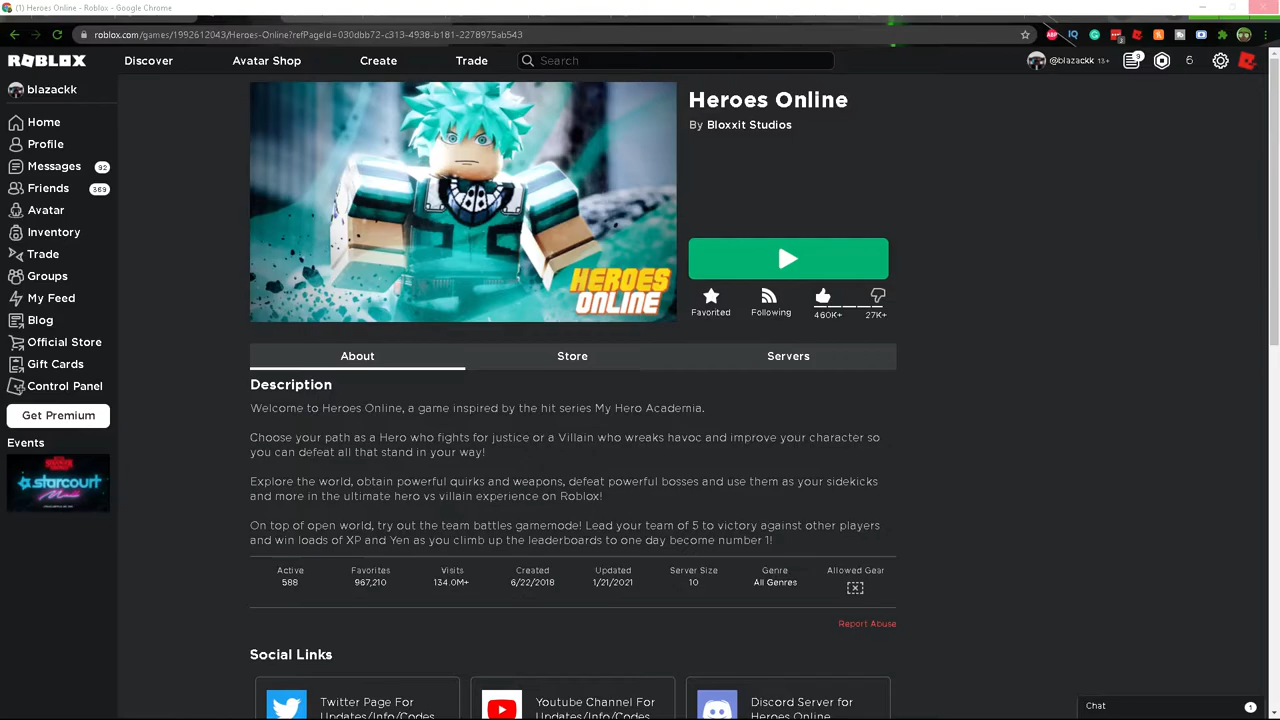 (1) Heroes Online - Roblox - Google Chrome
roblox.com/games/1992612043/Heroes-Online?refPageId=030dbb72-c313-4938-b181-2278975ab543
ROBLOX
Discover
Avatar Shop
Create
Trade
Search
@blazackk 13+
9
6
blazackk
Home
Profile
Messages 92
Friends 369
Avatar
Inventory
Trade
Groups
My Feed
Blog
Official Store
Gift Cards
Control Panel
Get Premium
Events
starcourt
HEROES
ONLINE
Heroes Online
By Bloxxit Studios
Favorited
Following
460K+
27K+
About
Store
Servers
Description
Welcome to Heroes Online, a game inspired by the hit series My Hero Academia.
Choose your path as a Hero who fights for justice or a Villain who wreaks havoc and improve your character so
you can defeat all that stand in your way!
Explore the world, obtain powerful quirks and weapons, defeat powerful bosses and use them as your sidekicks
and more in the ultimate hero vs villain experience on Roblox!
On top of open world, try out the team battles gamemode! Lead your team of 5 to victory against other players
and win loads of XP and Yen as you climb up the leaderboards to one day become number 1!
Active
588
Favorites
967,210
Visits
134.0M+
Created
6/22/2018
Updated
1/21/2021
Server Size
10
Genre
All Genres
Allowed Gear
Report Abuse
Social Links
Twitter Page For
Updates/Info/Codes
Youtube Channel For
Updates/Info/Codes
Discord Server for
Heroes Online
Chat
1